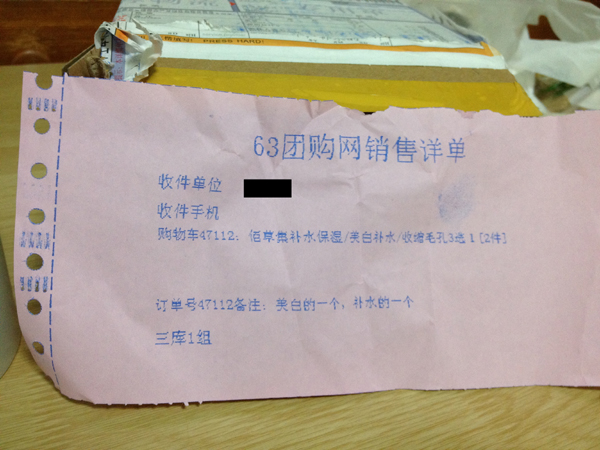 PRESS HARD!
63团购网销售详单
收件单位
收件手机
购物车47112: 佰草集补水保湿/美白补水/收缩毛孔3选1[2件]
订单号47112备注: 美白的一个, 补水的一个
三库1组